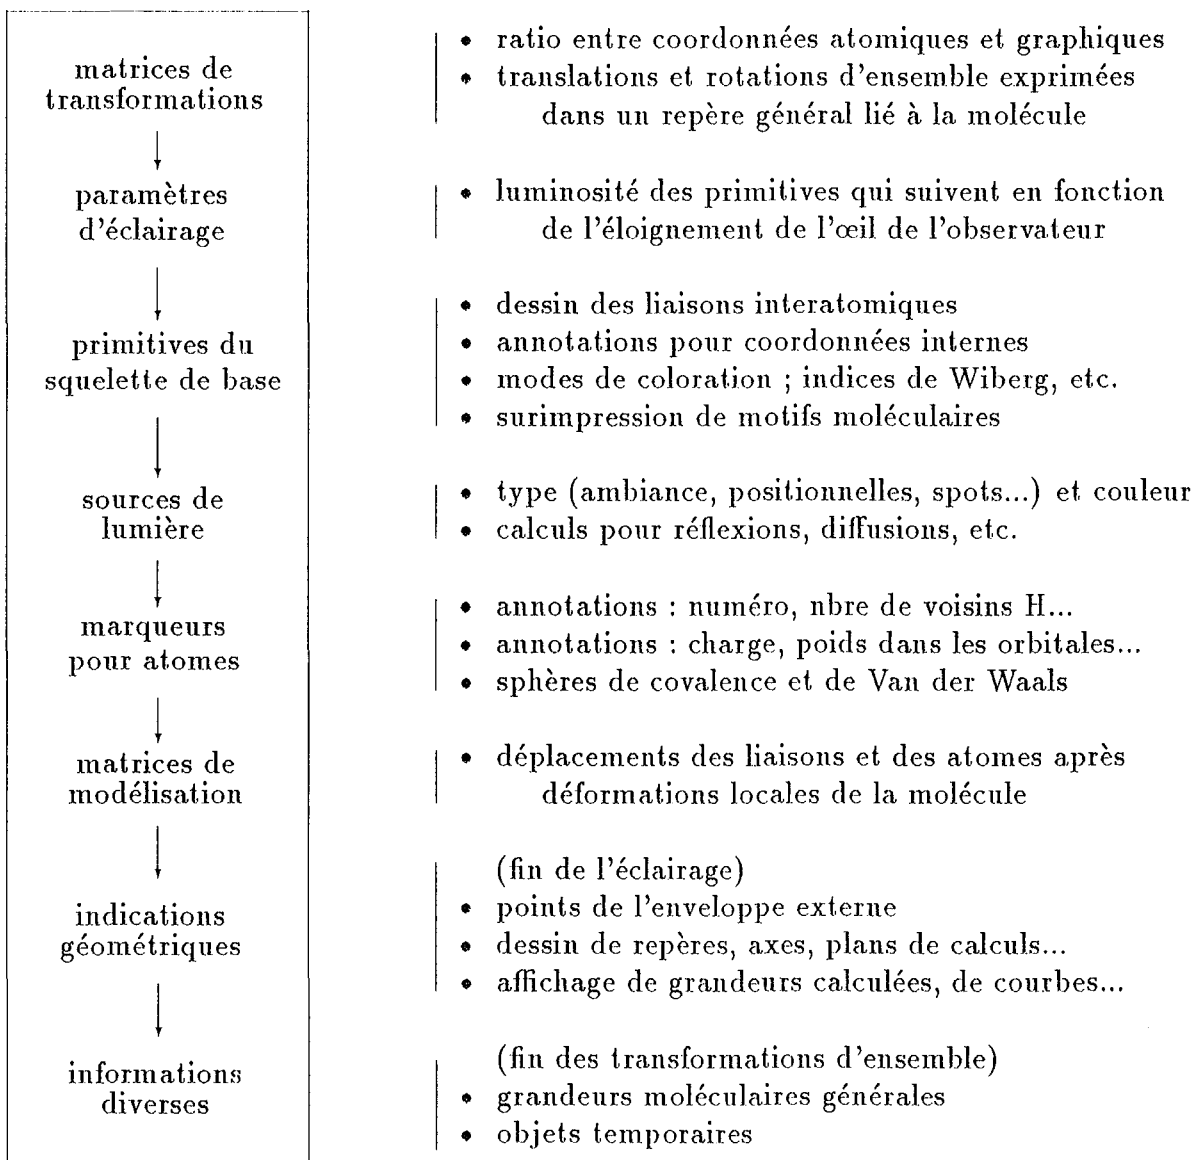 matrices de
transformations
• ratio entre coordonnées atomiques et graphiques
• translations et rotations d'ensemble exprimées
dans un repère général lié à la molécule
paramètres
d'éclairage
• luminosité des primitives qui suivent en fonction
de l'éloignement de l'œil de l'observateur
primitives du
squelette de base
• dessin des liaisons interatomiques
• annotations pour coordonnées internes
• modes de coloration ; indices de Wiberg, etc.
• surimpression de motifs moléculaires
sources de
lumière
• type (ambiance, positionnelles, spots...) et couleur
• calculs pour réflexions, diffusions, etc.
marqueurs
pour atomes
• annotations : numéro, nbre de voisins H...
• annotations : charge, poids dans les orbitales...
• sphères de covalence et de Van der Waals
matrices de
modélisation
• déplacements des liaisons et des atomes après
déformations locales de la molécule
indications
géométriques
(fin de l'éclairage)
• points de l'enveloppe externe
• dessin de repères, axes, plans de calculs...
• affichage de grandeurs calculées, de courbes...
informations
diverses
(fin des transformations d'ensemble)
• grandeurs moléculaires générales
• objets temporaires